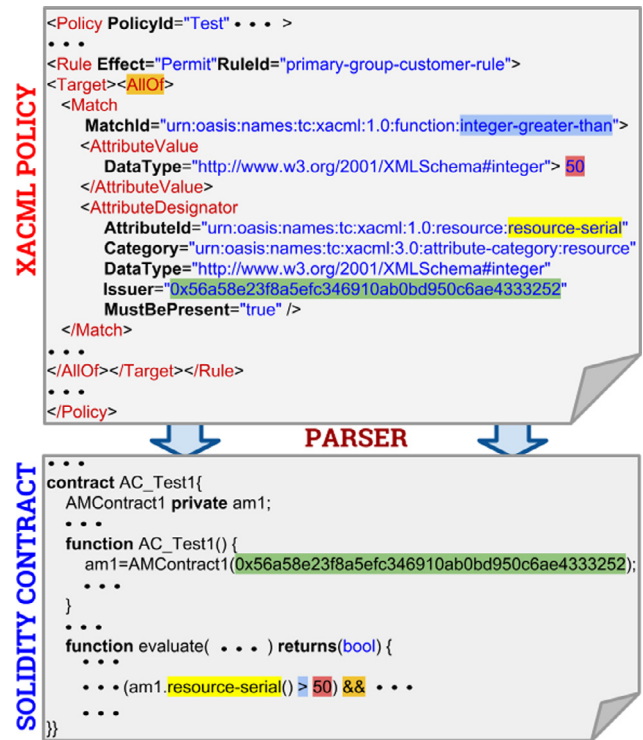 XACML POLICY
<Policy PolicyId="Test" • • • >
• • •
<Rule Effect="Permit"RuleId="primary-group-customer-rule">
<Target><AllOf>
<Match
MatchId="urn:oasis:names:tc:xacml:1.0:function:integer-greater-than">
<AttributeValue
DataType="http://www.w3.org/2001/XMLSchema#integer"> 50
</AttributeValue>
<AttributeDesignator
AttributeId="urn:oasis:names:tc:xacml:1.0:resource:resource-serial"
Category="urn:oasis:names:tc:xacml:3.0:attribute-category:resource"
DataType="http://www.w3.org/2001/XMLSchema#integer"
Issuer="0x56a58e23f8a5efc346910ab0bd950c6ae4333252"
MustBePresent="true" />
</Match>
• • •
</AllOf></Target></Rule>
• • •
</Policy>
PARSER
SOLIDITY CONTRACT
• • •
contract AC_Test1{
AMContract1 private am1;
• • •
function AC_Test1() {
am1=AMContract1(0x56a58e23f8a5efc346910ab0bd950c6ae4333252);
• • •
}
• • •
function evaluate( • • • ) returns(bool) {
• • •
• • • (am1.resource-serial() > 50) && • • •
• • •
}}